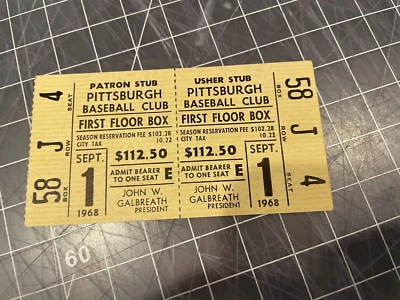 SEAT 4
ROW J
BOX 58
PATRON STUB
PITTSBURGH
BASEBALL CLUB
FIRST FLOOR BOX
SEASON RESERVATION FEE $102.28
CITY TAX 10.22
SEPT.
1
1968
$112.50
ADMIT BEARER
TO ONE SEAT
E
JOHN W.
GALBREATH
PRESIDENT
USHER STUB
PITTSBURGH
BASEBALL CLUB
FIRST FLOOR BOX
SEASON RESERVATION FEE $102.28
CITY TAX 10.22
$112.50
ADMIT BEARER
TO ONE SEAT
E
JOHN W.
GALBREATH
PRESIDENT
SEPT.
1
1968
58 BOX
J ROW
4 SEAT
60